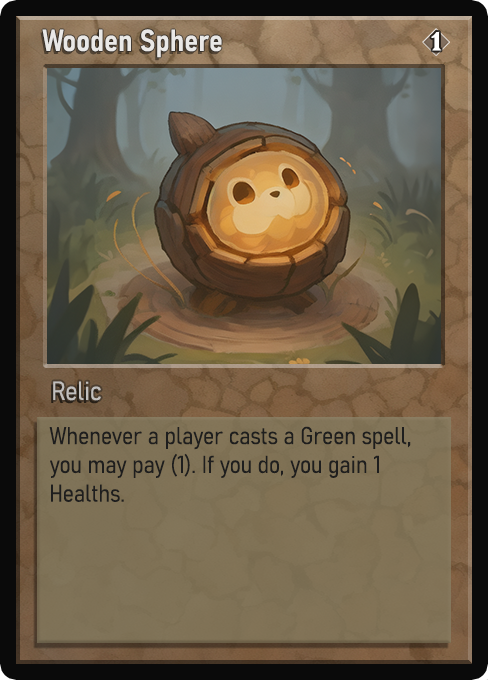 Wooden Sphere
1
Relic
Whenever a player casts a Green spell,
you may pay (1). If you do, you gain 1
Healths.